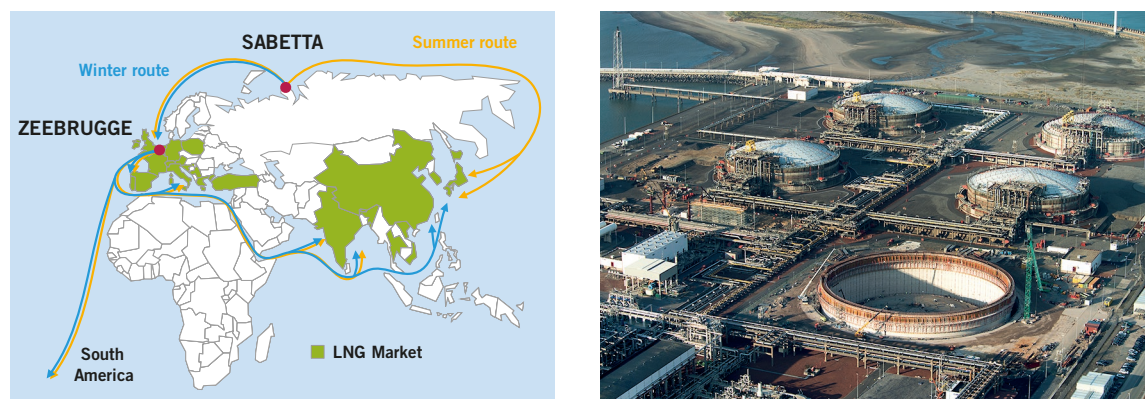 SABETTA
Summer route
Winter route
ZEEBRUGGE
South
America
LNG Market